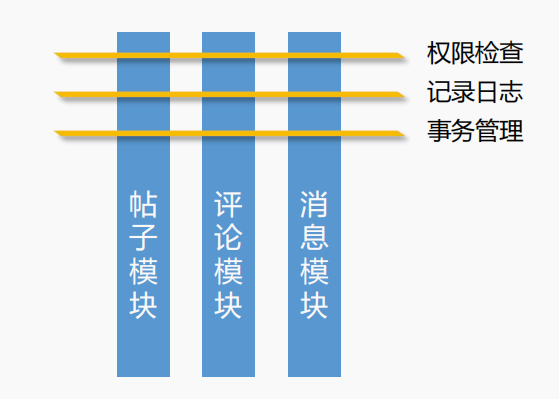 权限检查
记录日志
事务管理
帖子模块
评论模块
消息模块